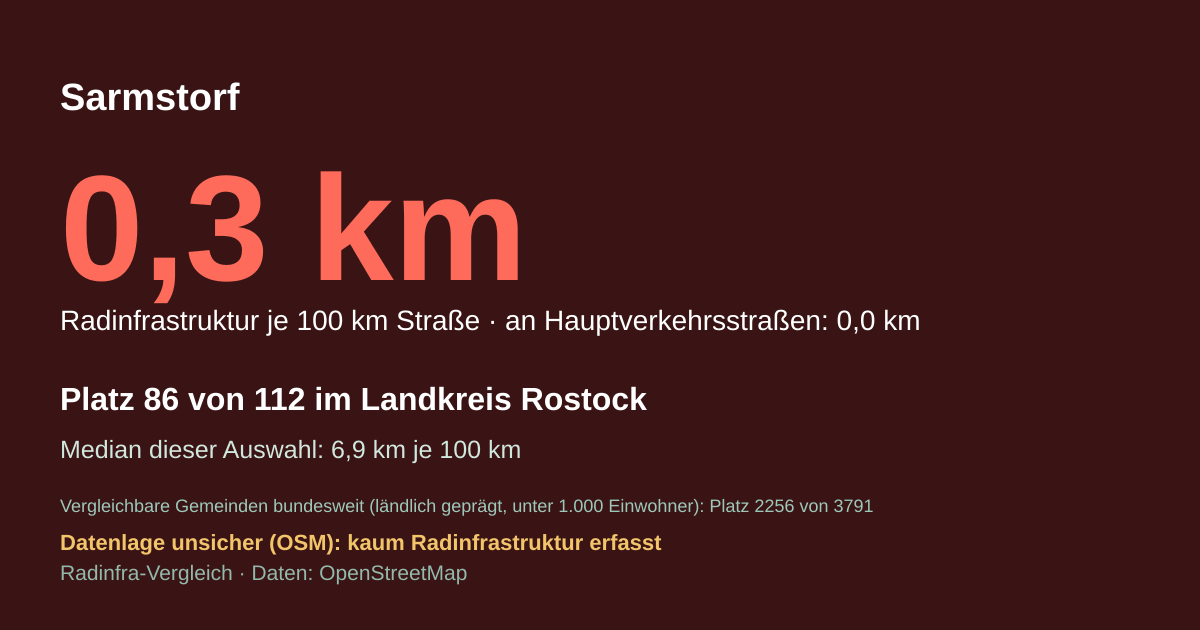 Sarmstorf
0,3 km
Radinfrastruktur je 100 km Straße · an Hauptverkehrsstraßen: 0,0 km
Platz 86 von 112 im Landkreis Rostock
Median dieser Auswahl: 6,9 km je 100 km
Vergleichbare Gemeinden bundesweit (ländlich geprägt, unter 1.000 Einwohner): Platz 2256 von 3791
Datenlage unsicher (OSM): kaum Radinfrastruktur erfasst
Radinfra-Vergleich · Daten: OpenStreetMap